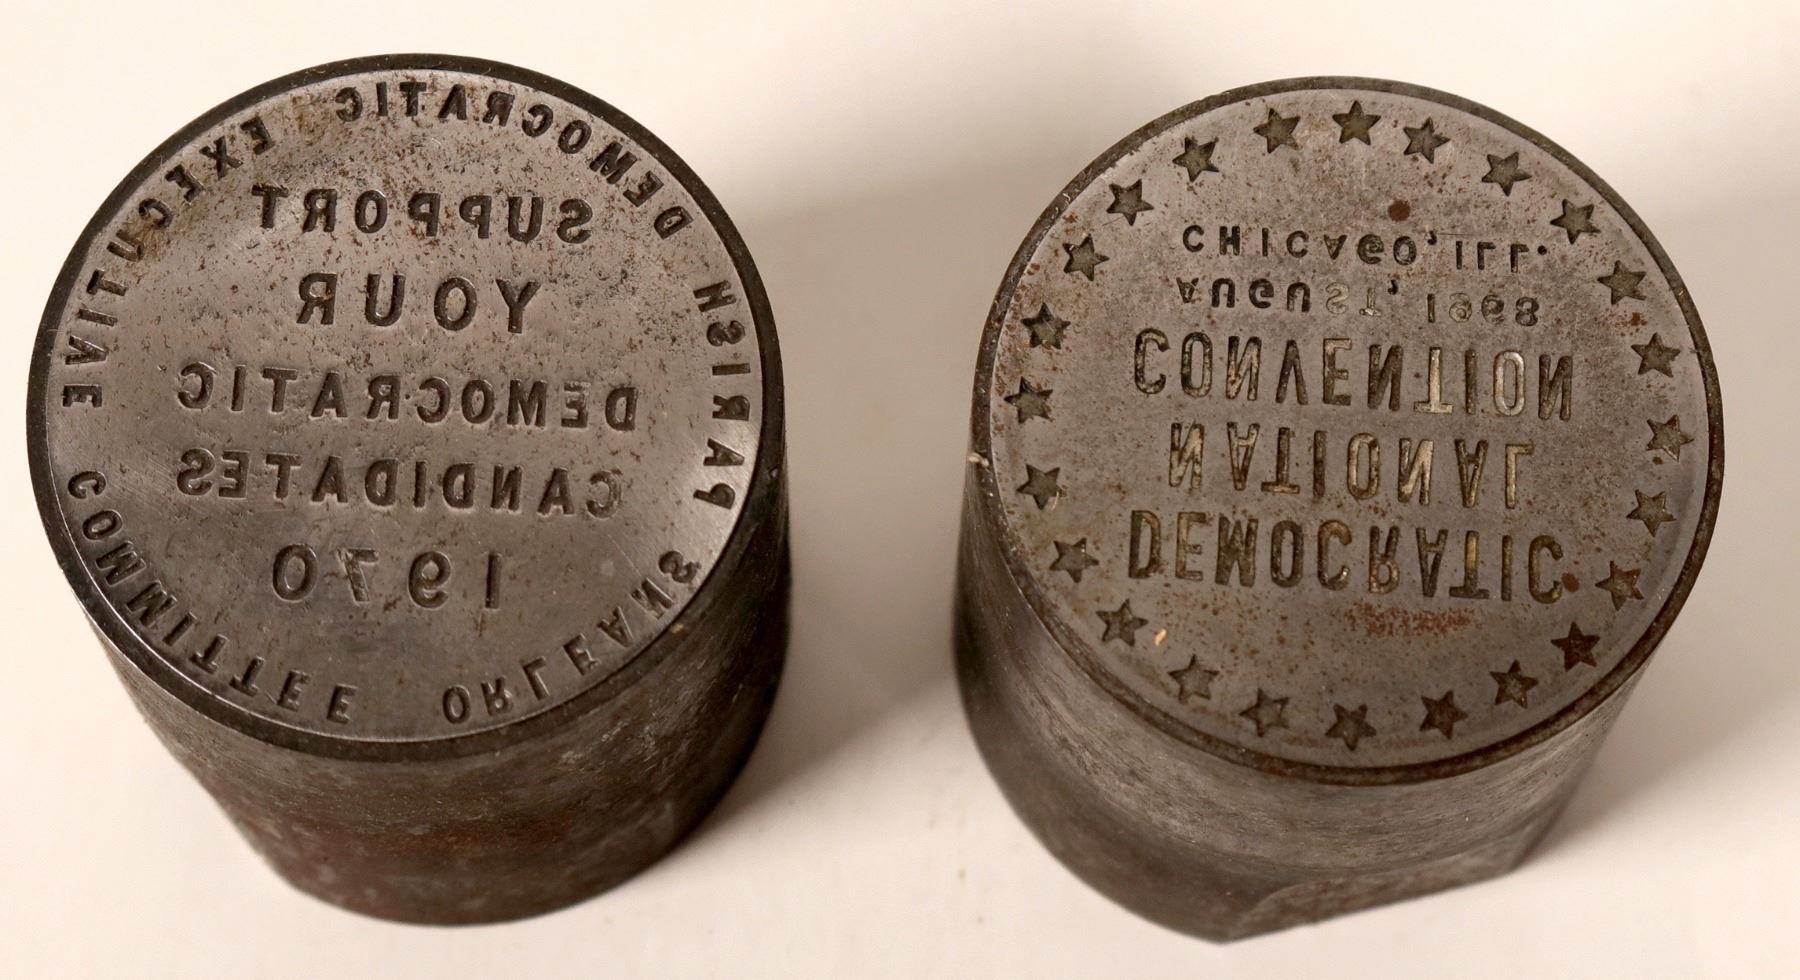 ORLEANS PARISH DEMOCRATIC EXECUTIVE COMMITTEE
SUPPORT
YOUR
DEMOCRATIC
CANDIDATES
1970
DEMOCRATIC
NATIONAL
CONVENTION
AUGUST, 1968
CHICAGO, ILL.